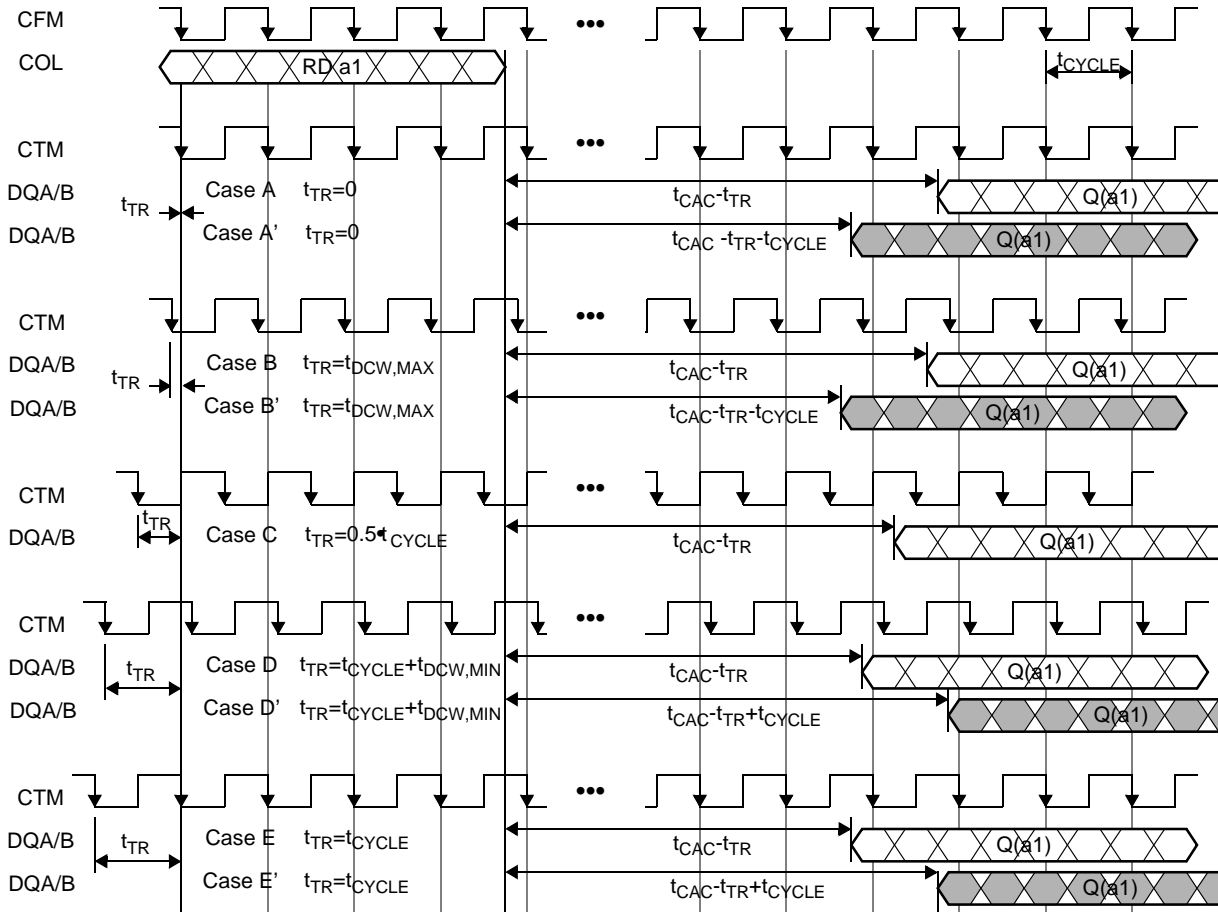 CFM •••
COL RD a1 tCYCLE
CTM •••
DQA/B Case A tTR=0 tCAC-tTR Q(a1)
tTR
DQA/B Case A' tTR=0 tCAC -tTR-tCYCLE Q(a1)
CTM •••
DQA/B Case B tTR=tDCW,MAX tCAC-tTR Q(a1)
tTR
DQA/B Case B' tTR=tDCW,MAX tCAC-tTR-tCYCLE Q(a1)
CTM •••
tTR
DQA/B Case C tTR=0.5•tCYCLE tCAC-tTR Q(a1)
CTM •••
DQA/B tTR Case D tTR=tCYCLE+tDCW,MIN tCAC-tTR Q(a1)
DQA/B Case D' tTR=tCYCLE+tDCW,MIN tCAC-tTR+tCYCLE Q(a1)
CTM •••
DQA/B tTR Case E tTR=tCYCLE tCAC-tTR Q(a1)
DQA/B Case E' tTR=tCYCLE tCAC-tTR+tCYCLE Q(a1)